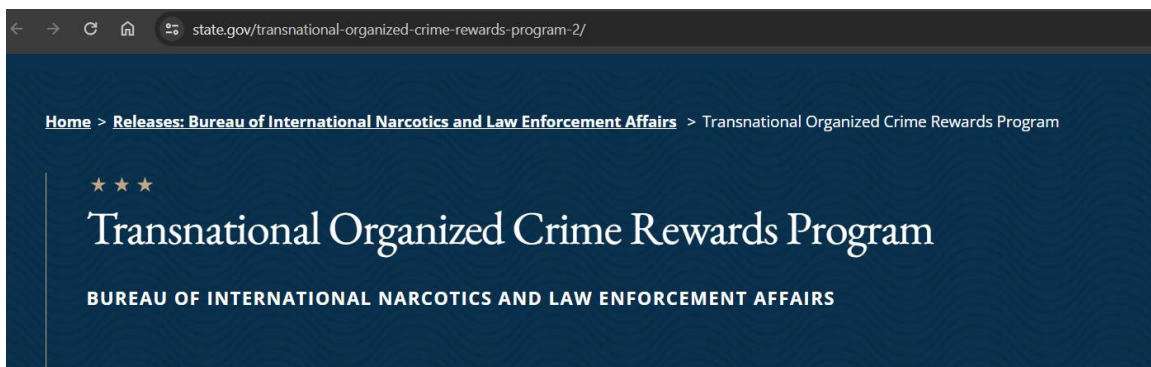 state.gov/transnational-organized-crime-rewards-program-2/
Home > Releases: Bureau of International Narcotics and Law Enforcement Affairs > Transnational Organized Crime Rewards Program
Transnational Organized Crime Rewards Program
BUREAU OF INTERNATIONAL NARCOTICS AND LAW ENFORCEMENT AFFAIRS